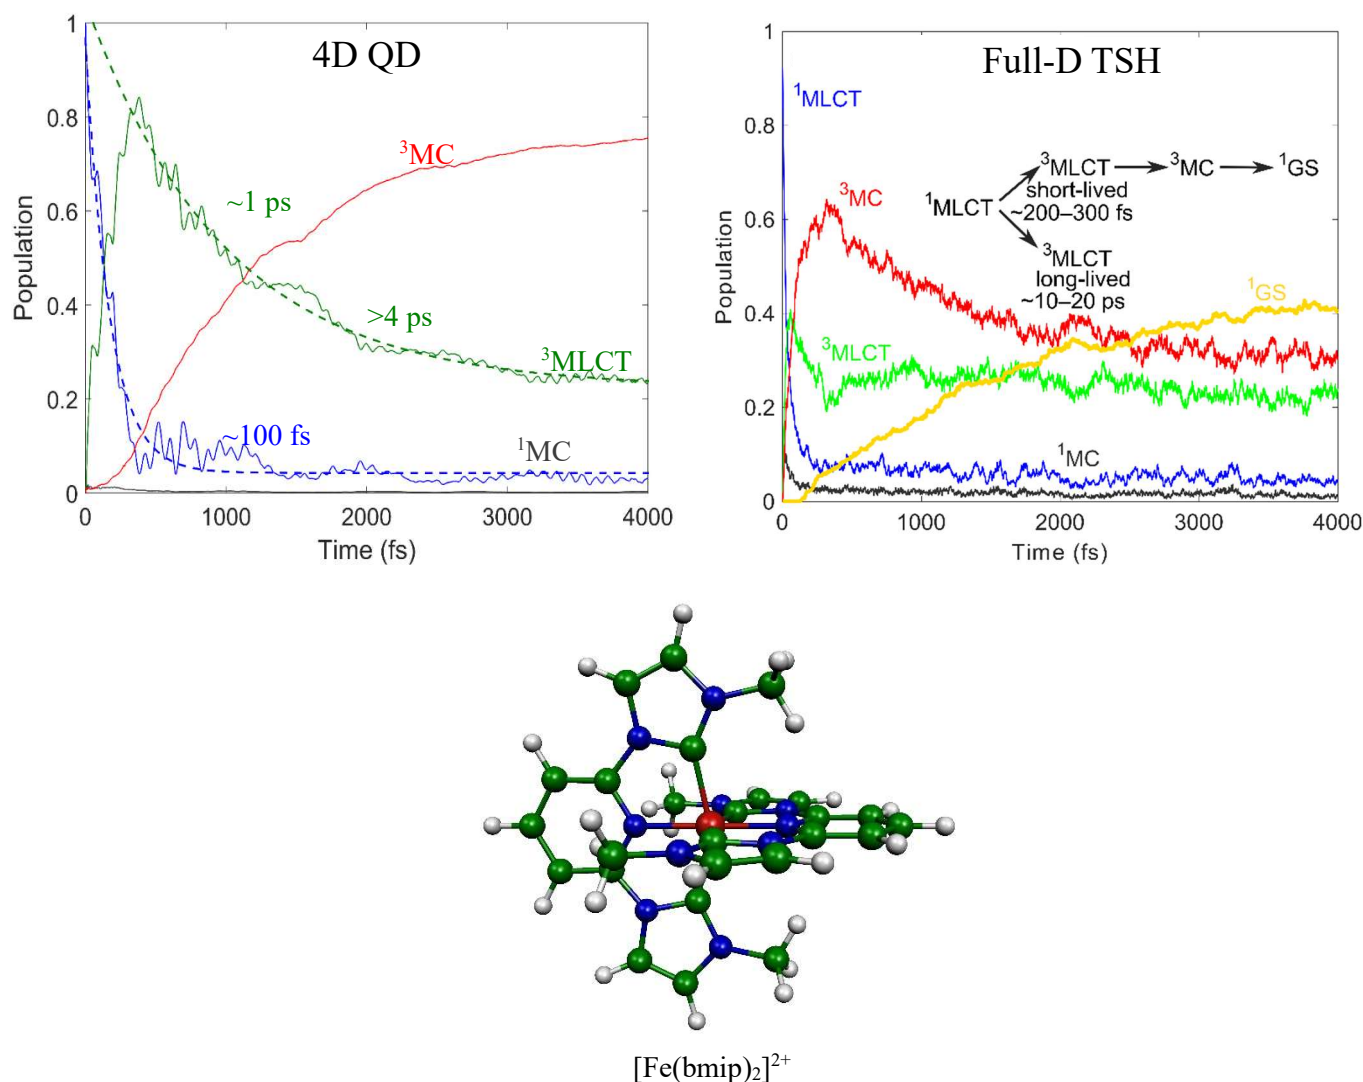 4D QD
Population
1
0.8
0.6
0.4
0.2
0
³MC
~1 ps
>4 ps
³MLCT
~100 fs
¹MC
0
1000
2000
3000
4000
Time (fs)
Full-D TSH
Population
1
0.8
0.6
0.4
0.2
0
¹MLCT
³MLCT → ³MC → ¹GS
short-lived
~200–300 fs
¹MLCT
³MLCT
long-lived
~10–20 ps
³MC
¹GS
³MLCT
¹MC
0
1000
2000
3000
4000
Time (fs)
[Fe(bmip)₂]²⁺